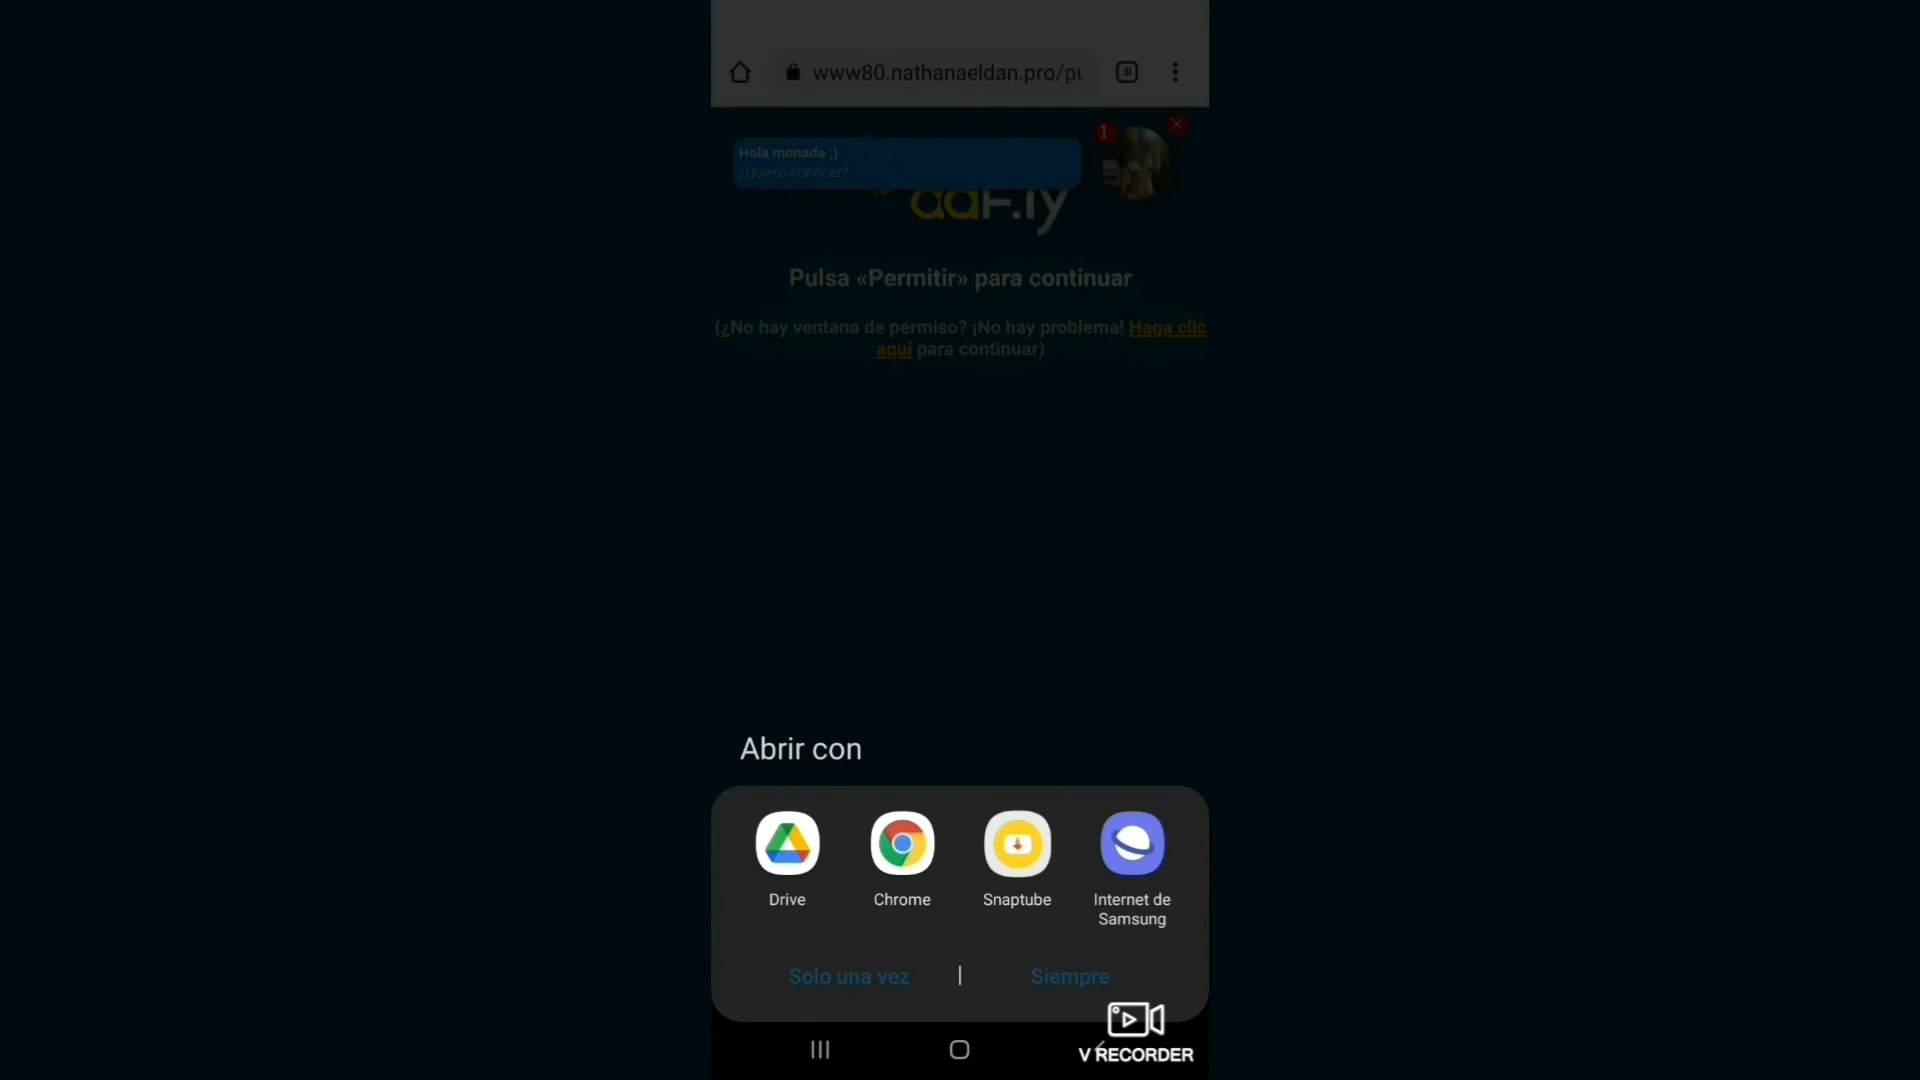 www80.nathanaeldan.pro/pu
:D
1
Hola monada ;)
¿Quiero conocer?
adF.ly
Pulsa «Permitir» para continuar
(¿No hay ventana de permiso? ¡No hay problema! Haga clic
aquí para continuar)
Abrir con
Drive
Chrome
Snaptube
Internet de
Samsung
Solo una vez
|
Siempre
V RECORDER